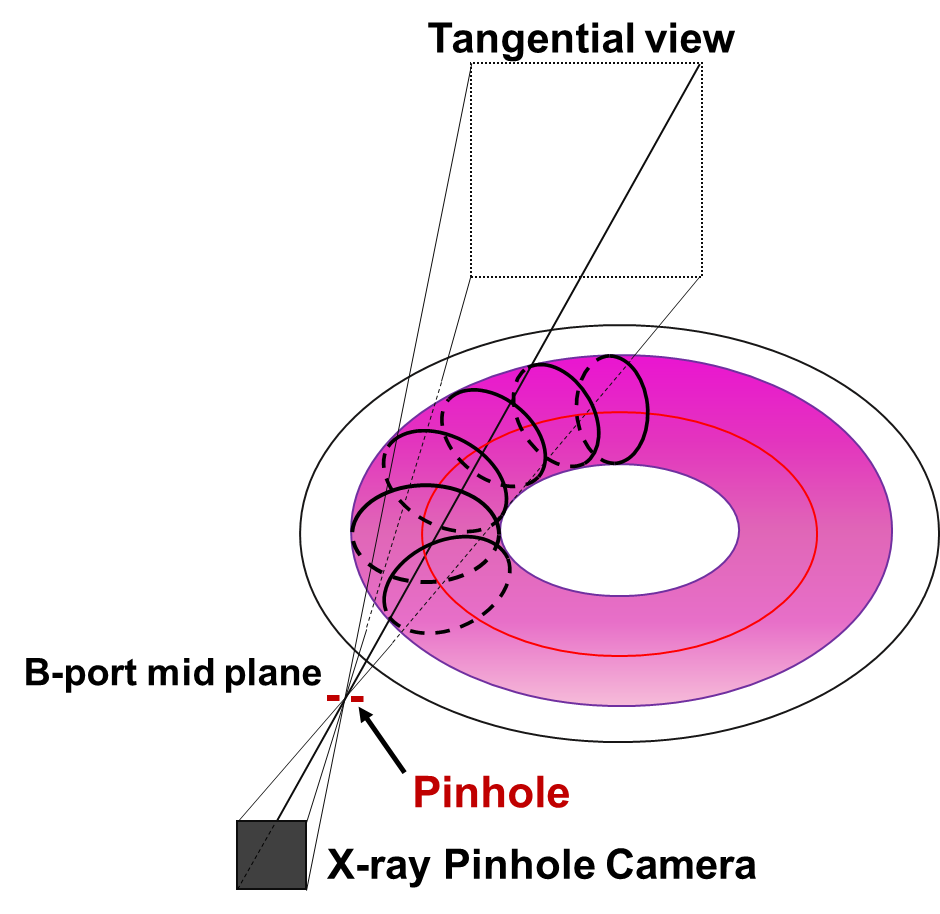 Tangential view
B-port mid plane
Pinhole
X-ray Pinhole Camera